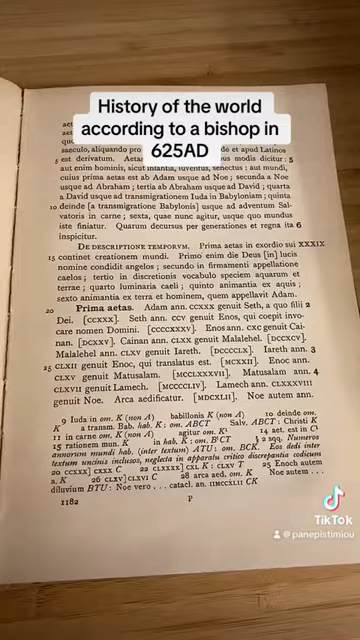 History of the world
according to a bishop in
625AD
saeculo, aliquando pro
de et apud Latinos
5 est derivatum. Aetas
modis dicitur: 5
aut enim hominis, sicut infantia, iuventus, senectus: aut mundi,
cuius prima aetas est ab Adam usque ad Noe; secunda a Noe
usque ad Abraham; tertia ab Abraham usque ad David; quarta
a David usque ad transmigrationem Iuda in Babyloniam; quinta
10 deinde [a transmigratione Babylonis] usque ad adventum Sal-
vatoris in carne; sexta, quae nunc agitur, usque quo mundus
iste finiatur. Quarum decursus per generationes et regna ita 6
inspicitur.
DE DESCRIPTIONE TEMPORVM. Prima aetas in exordio sui XXXIX
15 continet creationem mundi. Primo enim die Deus [in] lucis
nomine condidit angelos; secundo in firmamenti appellatione
caelos; tertio in discretionis vocabulo speciem aquarum et
terrae; quarto luminaria caeli; quinto animantia ex aquis;
sexto animantia ex terra et hominem, quem appellavit Adam.
20 Prima aetas. Adam ann. CCXXX genuit Seth, a quo filii 2
Dei. [CCXXX]. Seth ann. CCV genuit Enos, qui coepit invo-
care nomen Domini. [CCCCXXXV]. Enos ann. CXC genuit Cai-
nan. [DCXXV]. Cainan ann. CLXX genuit Malalehel. [DCCXCV].
Malalehel ann. CLXV genuit Iareth. [DCCCCLX]. Iareth ann. 3
25 CLXII genuit Enoc, qui translatus est. [MCXXII]. Enoc ann.
CLXV genuit Matusalam. [MCCLXXXVII]. Matusalam ann. 4
CLXVII genuit Lamech. [MCCCCLIV]. Lamech ann. CLXXXVIII
genuit Noe. Arca aedificatur. [MDCXLII]. Noe autem ann.
9 Iuda in om. K (non A) babillonis K (non A) 10 deinde om.
K a transm. Bab. hab. K: om. ABCT Salv. ABCT: Christi K
11 in carne om. K (non A) agitur om. K¹ 14 aet. est in C¹
15 rationem mun. K in hab. K: om. BᶜCT § 2 sqq. Numeros
annorum mundi hab. (inter textum) ATU: om. BCK. Eos dedi inter
textum uncinis inclusos, neglecta in apparatu critico discrepantia codicum
20 CCXXX] CXXX C 22 CLXXXX] CXL K: CLXV T 25 Enoch autem
a. K 26 CLXV] CLXVI C 28 arca aed. om. K Noe autem . . .
diluvium BTU: Noe vero . . . catacl. an. IIMCCXLII CK
1182 P
TikTok
@panepistimiou